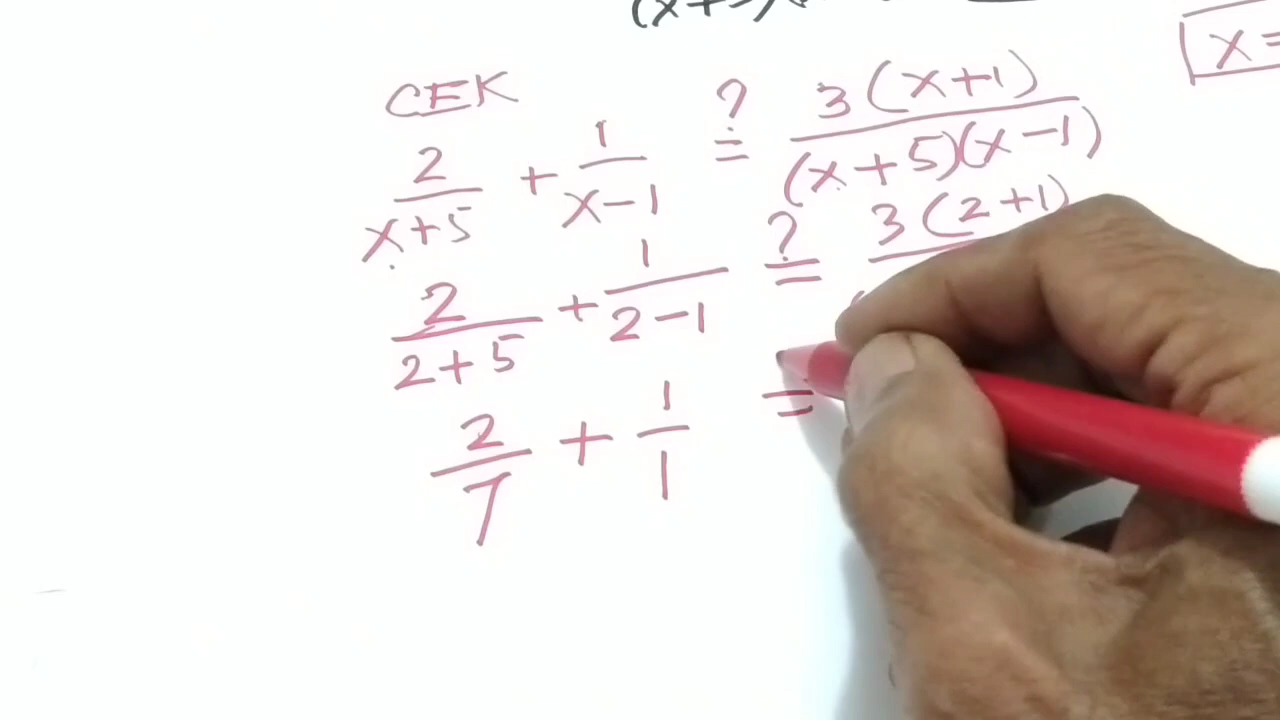 x =
CEK
2/(x+5) + 1/(x-1) ?= 3(x+1)/((x+5)(x-1))
2/(2+5) + 1/(2-1) ?= 3(2+1)
2/7 + 1/1 =